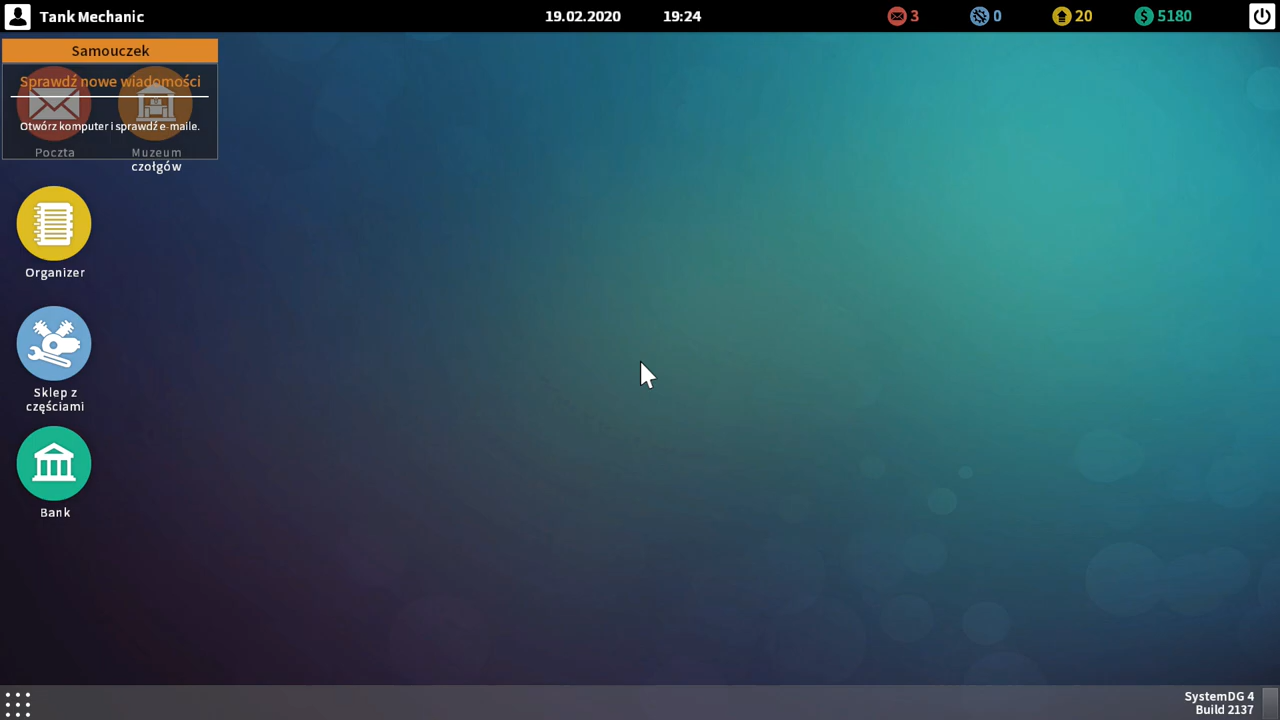 Tank Mechanic
19.02.2020 19:24 3 0 20 5180
Samouczek
Sprawdź nowe wiadomości
Otwórz komputer i sprawdź e-maile.
Poczta
Muzeum
czołgów
Organizer
Sklep z
częściami
Bank
SystemDG 4
Build 2137